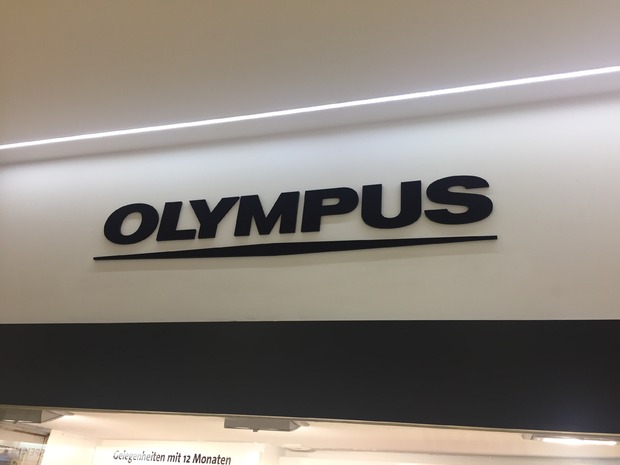 OLYMPUS
Gelegenheiten mit 12 Monaten